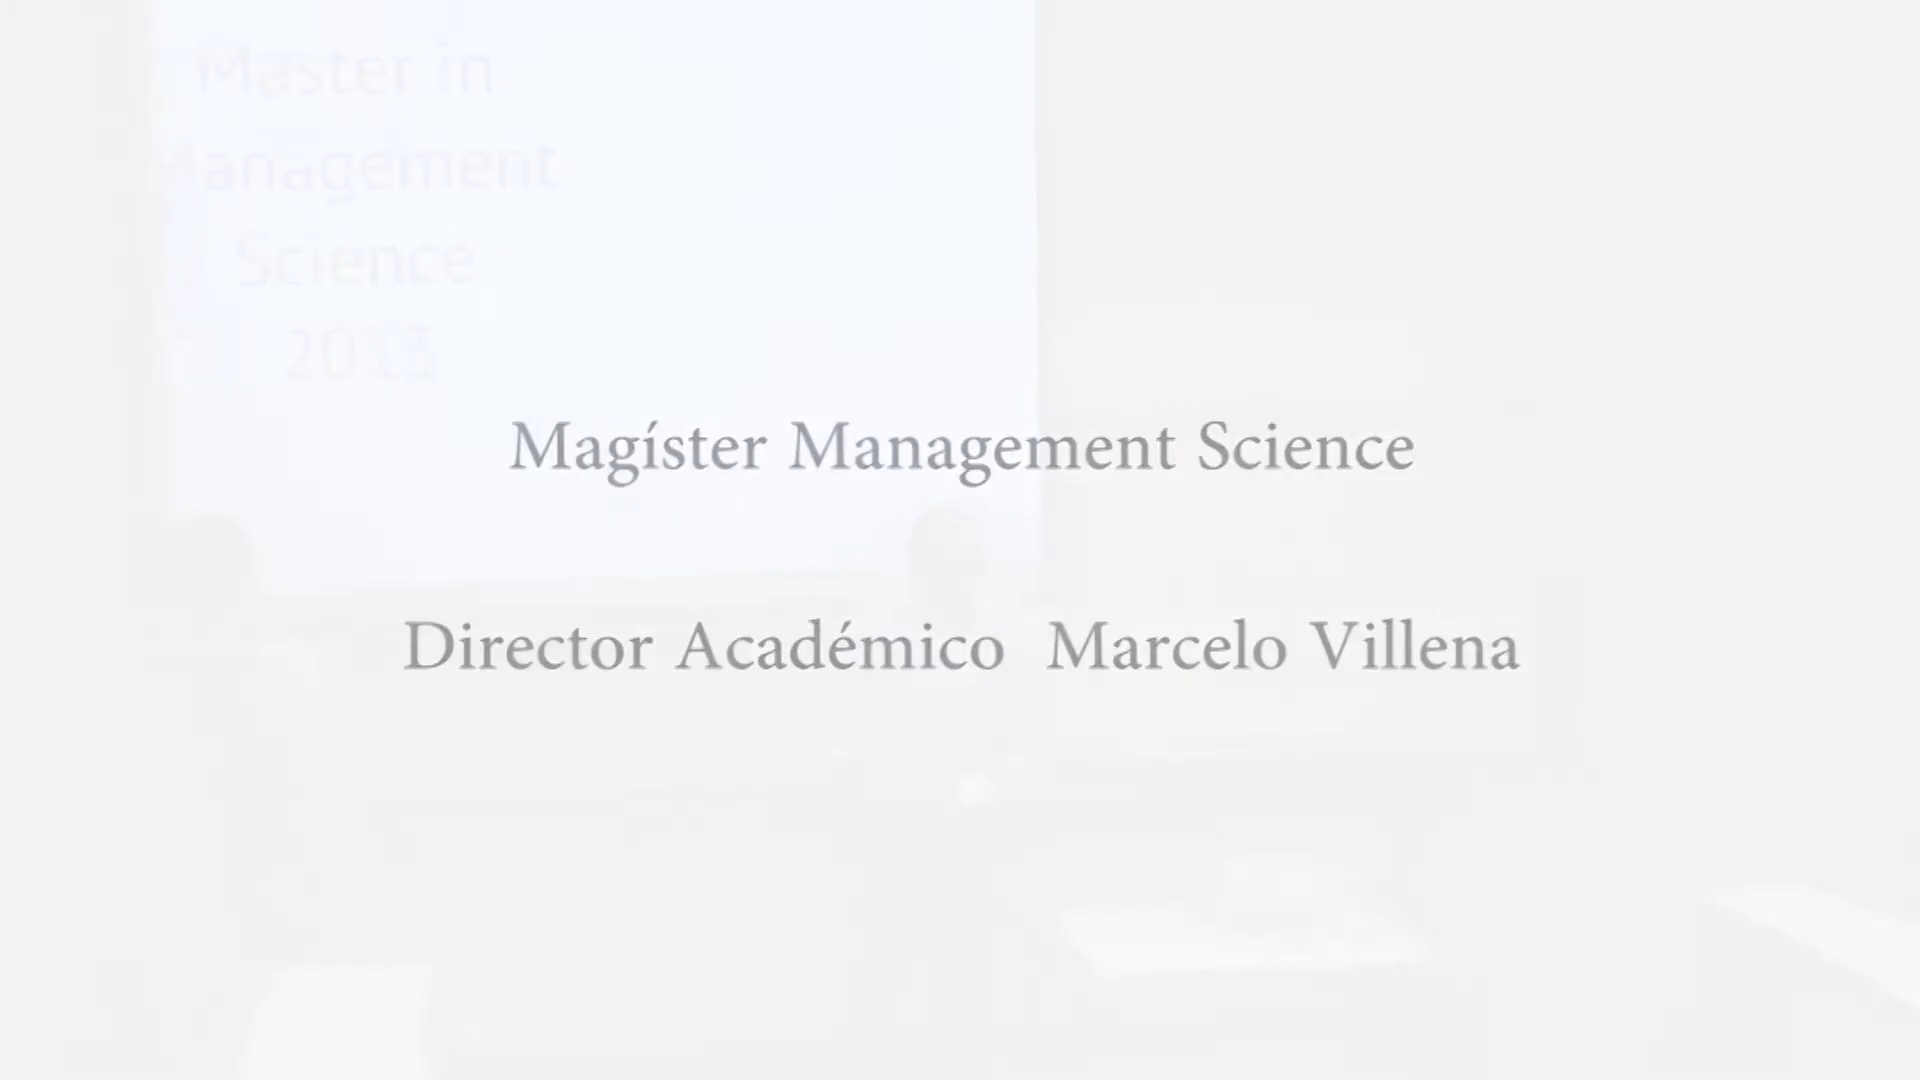 Master in
Management
Science
2013
Magíster Management Science
Director Académico Marcelo Villena